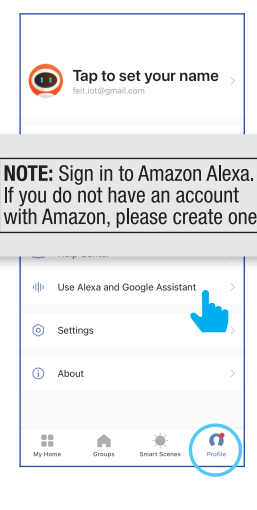 Tap to set your name
feit.iot@gmail.com
NOTE: Sign in to Amazon Alexa.
If you do not have an account
with Amazon, please create one
Use Alexa and Google Assistant
Settings
About
My Home
Groups
Smart Scenes
Profile